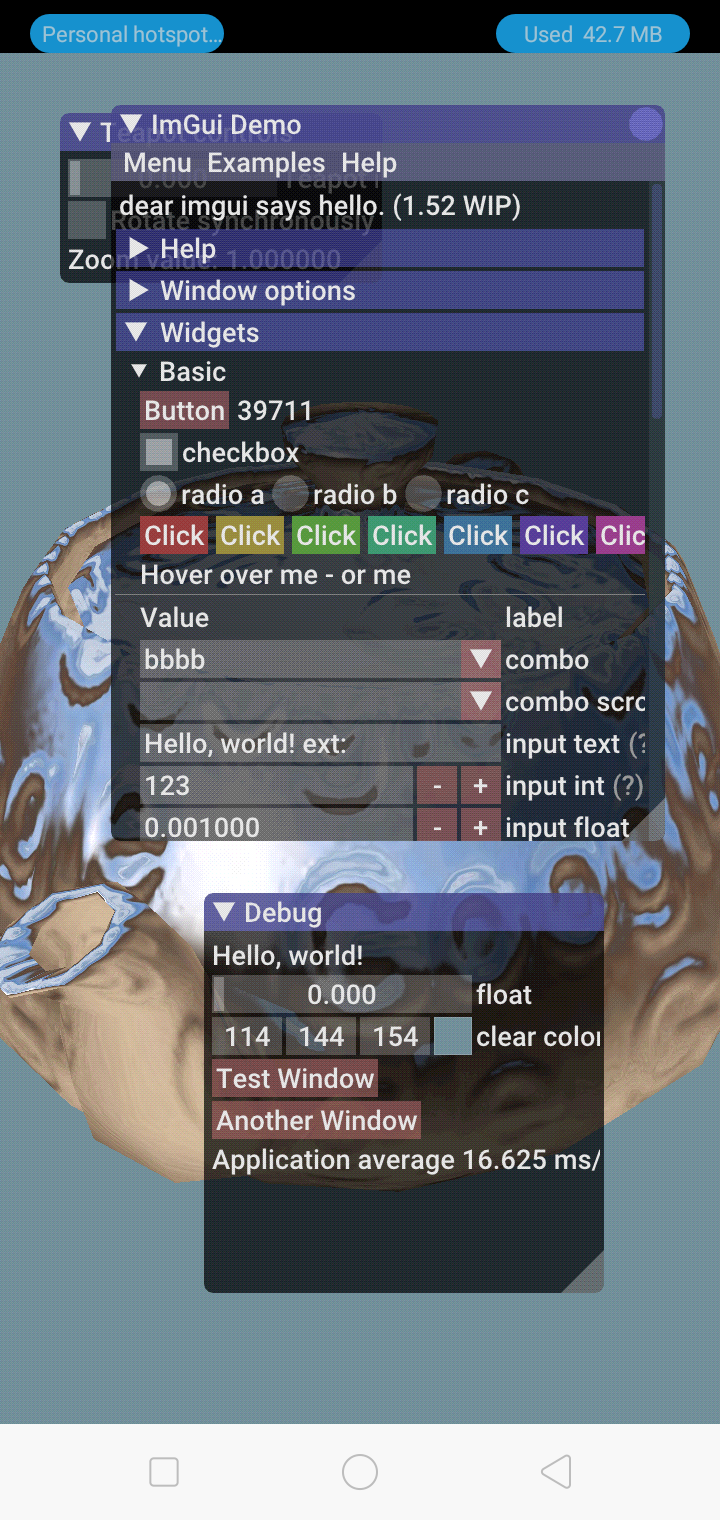 Personal hotspot…
Used 42.7 MB
Teapot controls
ImGui Demo
Menu Examples Help
0.000
dear imgui says hello. (1.52 WIP)
Rotate synchronously
Help
Zoom value: 1.000000
Window options
Widgets
Basic
Button 39711
checkbox
radio a radio b radio c
Click Click Click Click Click Click Clic
Hover over me - or me
Value label
bbbb combo
combo scro
Hello, world! ext: input text (?
123 - + input int (?)
0.001000 - + input float
Debug
Hello, world!
0.000 float
114 144 154 clear color
Test Window
Another Window
Application average 16.625 ms/